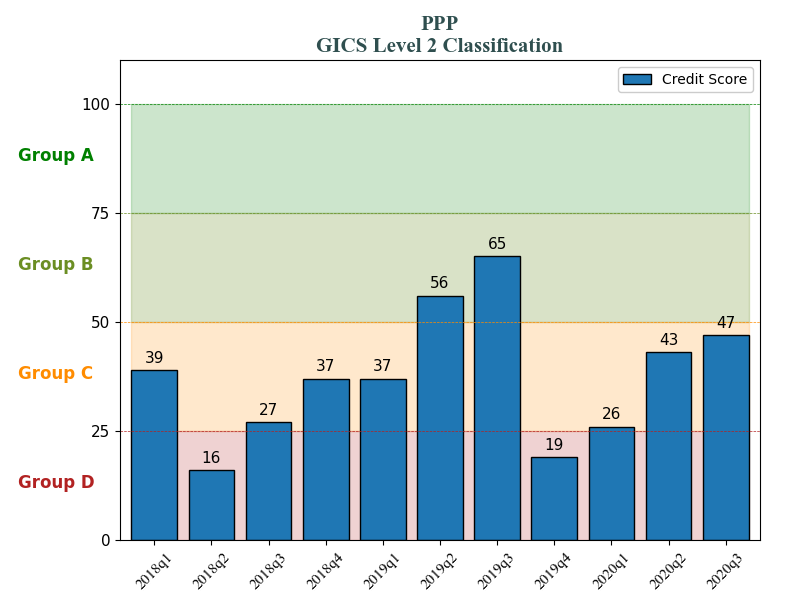 PPP
GICS Level 2 Classification
Credit Score
100
Group A
75
Group B
65
56
50
47
43
39
37
37
Group C
27
26
25
19
16
Group D
0
2018q1
2018q2
2018q3
2018q4
2019q1
2019q2
2019q3
2019q4
2020q1
2020q2
2020q3